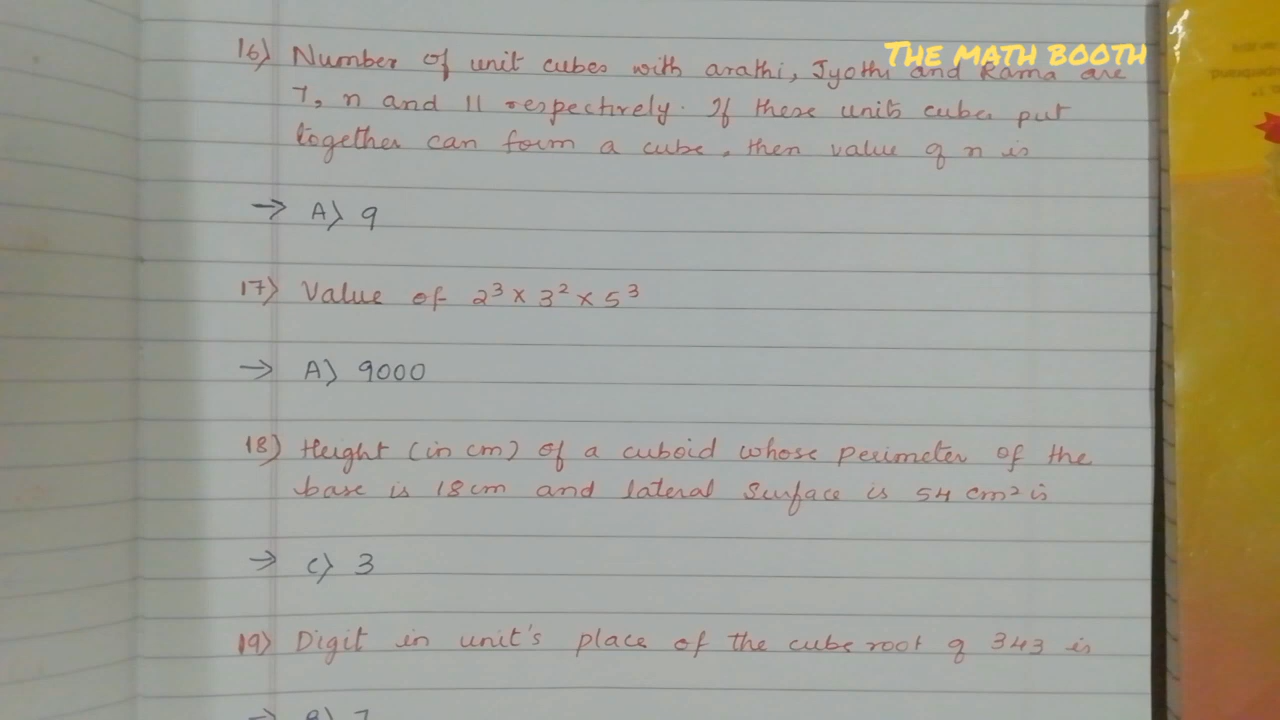 THE MATH BOOTH
16) Number of unit cubes with arathi, Jyothi and Rama are
7, n and 11 respectively. If these units cubes put
together can form a cube, then value of n is
→ A) 9
17) Value of 2³ × 3² × 5³
→ A) 9000
18) Height (in cm) of a cuboid whose perimeter of the
base is 18 cm and lateral surface is 54 cm² is
→ C) 3
19) Digit in unit's place of the cube root of 343 is